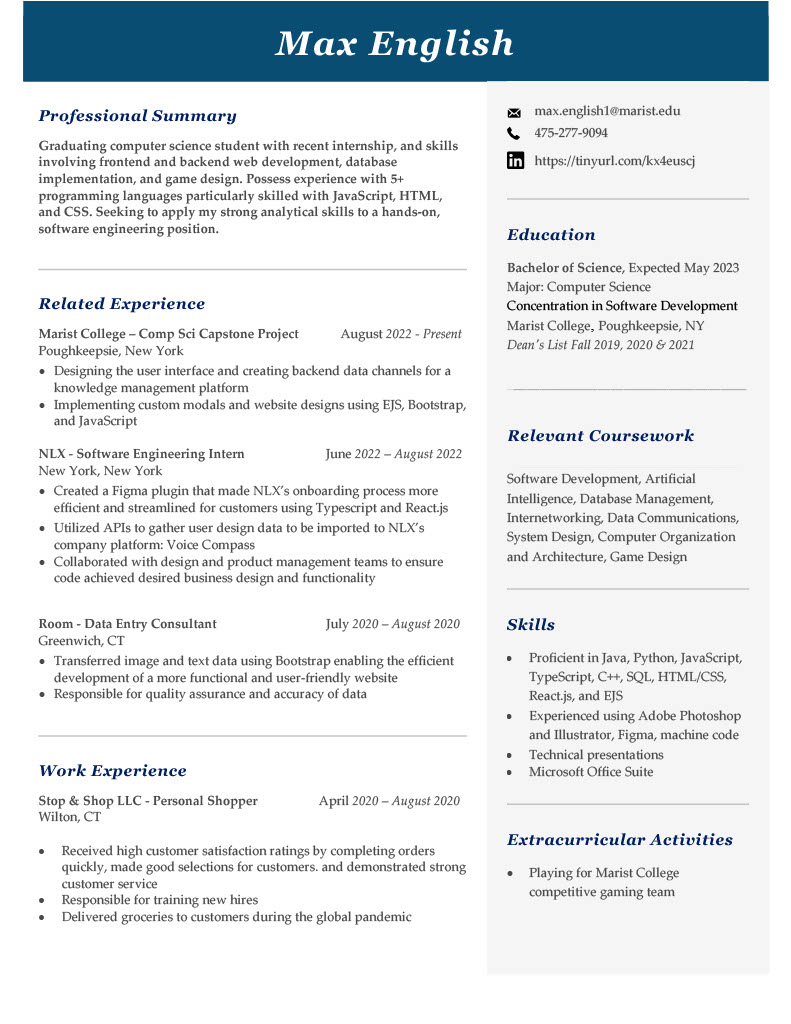 Max English
Professional Summary
Graduating computer science student with recent internship, and skills
involving frontend and backend web development, database
implementation, and game design. Possess experience with 5+
programming languages particularly skilled with JavaScript, HTML,
and CSS. Seeking to apply my strong analytical skills to a hands-on,
software engineering position.
Related Experience
Marist College – Comp Sci Capstone Project August 2022 - Present
Poughkeepsie, New York
● Designing the user interface and creating backend data channels for a
knowledge management platform
● Implementing custom modals and website designs using EJS, Bootstrap,
and JavaScript
NLX - Software Engineering Intern June 2022 – August 2022
New York, New York
● Created a Figma plugin that made NLX’s onboarding process more
efficient and streamlined for customers using Typescript and React.js
● Utilized APIs to gather user design data to be imported to NLX’s
company platform: Voice Compass
● Collaborated with design and product management teams to ensure
code achieved desired business design and functionality
Room - Data Entry Consultant July 2020 – August 2020
Greenwich, CT
● Transferred image and text data using Bootstrap enabling the efficient
development of a more functional and user-friendly website
● Responsible for quality assurance and accuracy of data
Work Experience
Stop & Shop LLC - Personal Shopper April 2020 – August 2020
Wilton, CT
● Received high customer satisfaction ratings by completing orders
quickly, made good selections for customers. and demonstrated strong
customer service
● Responsible for training new hires
● Delivered groceries to customers during the global pandemic
max.english1@marist.edu
475-277-9094
in https://tinyurl.com/kx4euscj
Education
Bachelor of Science, Expected May 2023
Major: Computer Science
Concentration in Software Development
Marist College, Poughkeepsie, NY
Dean’s List Fall 2019, 2020 & 2021
Relevant Coursework
Software Development, Artificial
Intelligence, Database Management,
Internetworking, Data Communications,
System Design, Computer Organization
and Architecture, Game Design
Skills
● Proficient in Java, Python, JavaScript,
TypeScript, C++, SQL, HTML/CSS,
React.js, and EJS
● Experienced using Adobe Photoshop
and Illustrator, Figma, machine code
● Technical presentations
● Microsoft Office Suite
Extracurricular Activities
● Playing for Marist College
competitive gaming team